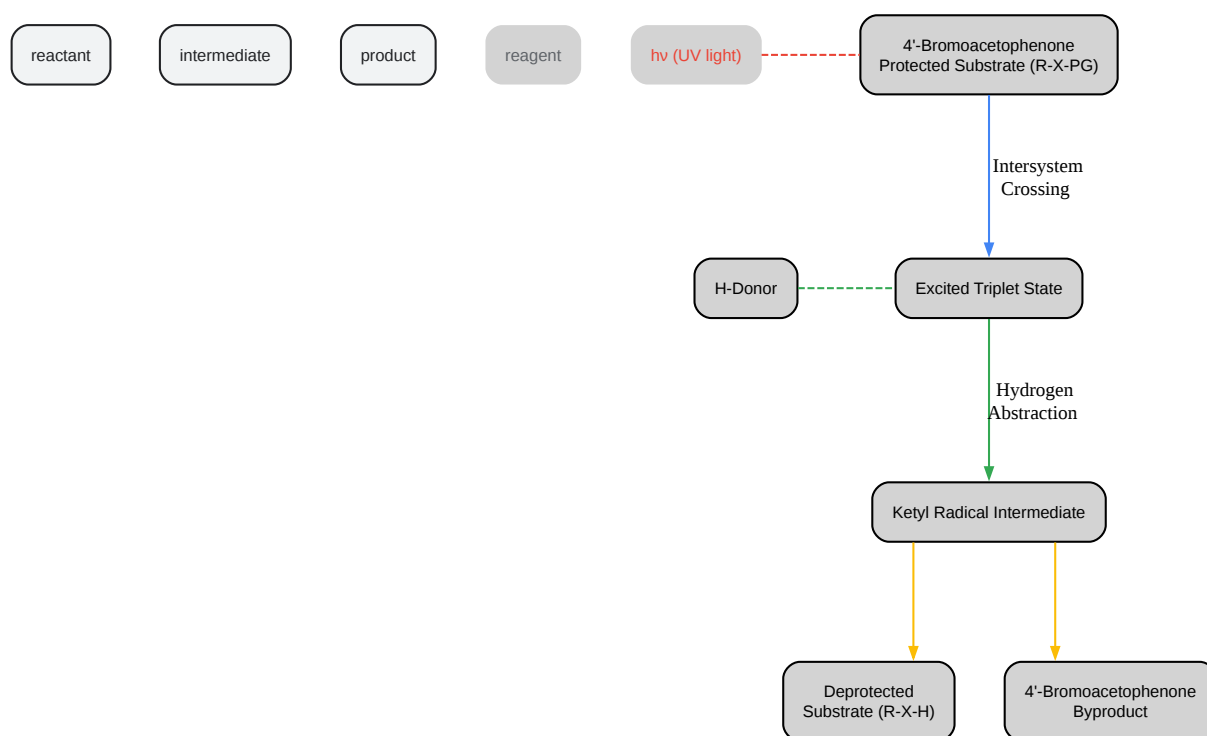 reactant
intermediate
product
reagent
hν (UV light)
4'-Bromoacetophenone
Protected Substrate (R-X-PG)
Intersystem
Crossing
H-Donor
Excited Triplet State
Hydrogen
Abstraction
Ketyl Radical Intermediate
Deprotected
Substrate (R-X-H)
4'-Bromoacetophenone
Byproduct